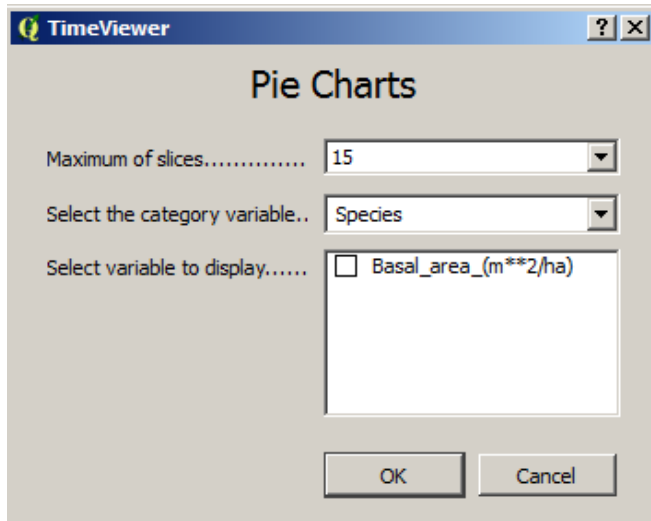 TimeViewer
Pie Charts
Maximum of slices.............. 15
Select the category variable.. Species
Select variable to display...... Basal_area_(m**2/ha)
OK Cancel